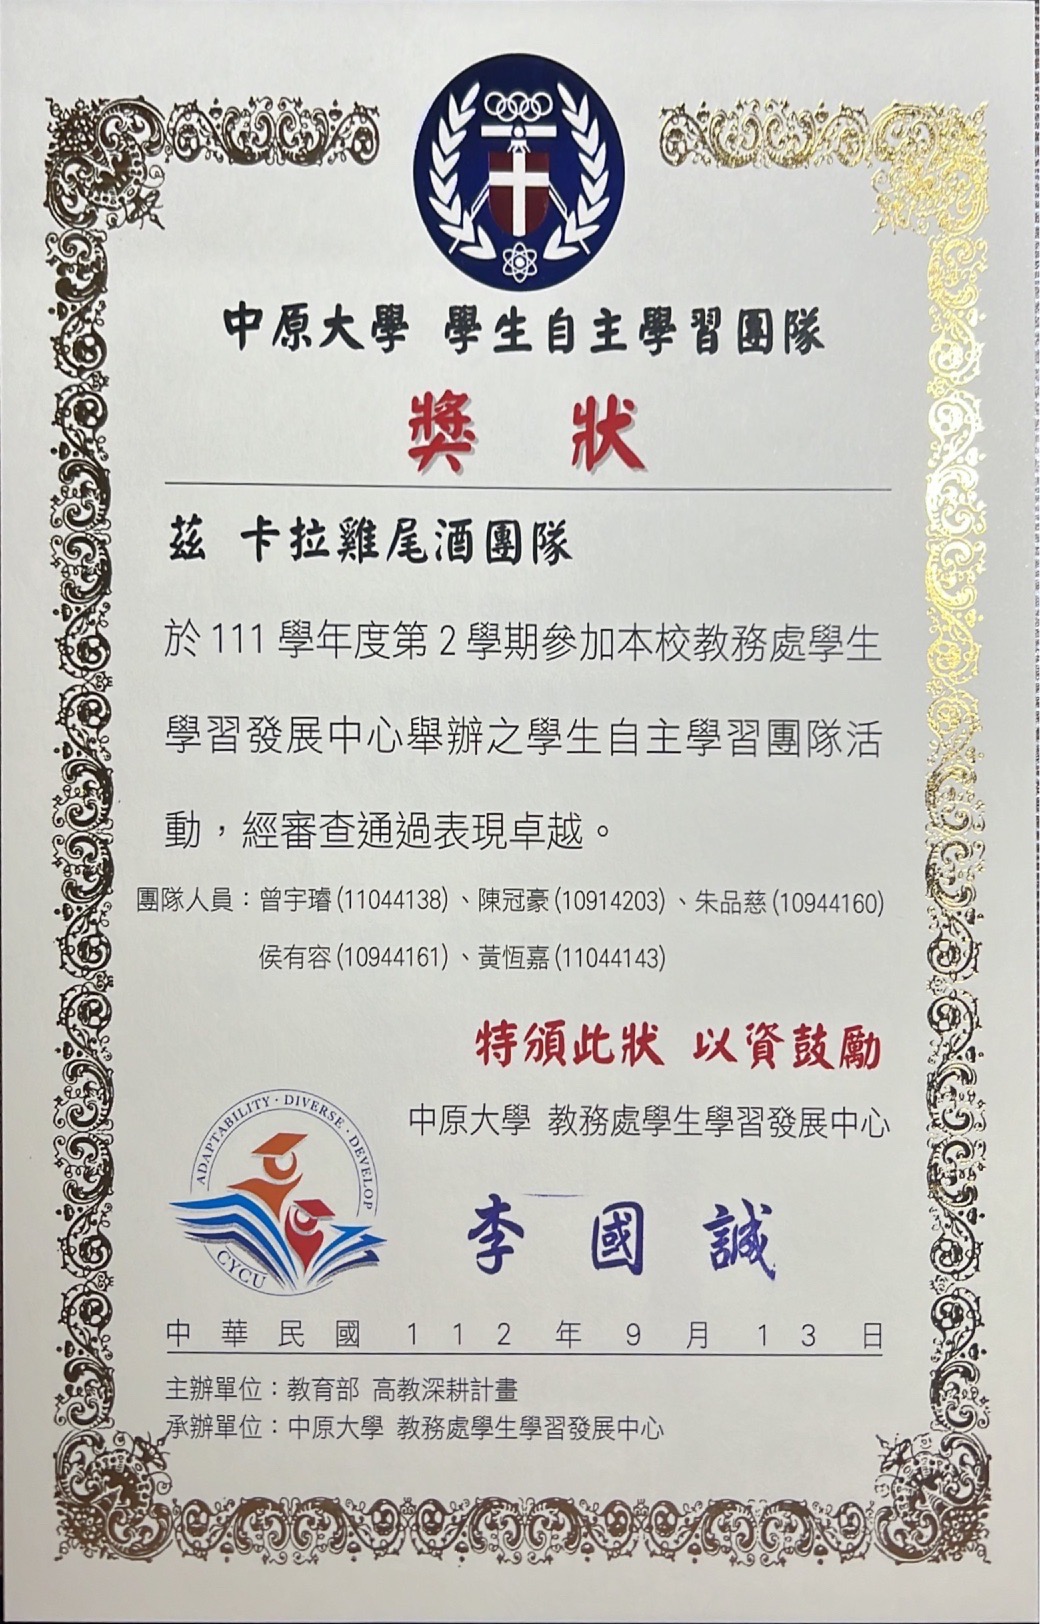 中原大學 學生自主學習團隊
獎狀
茲 卡拉雞尾酒團隊
於 111 學年度第 2 學期參加本校教務處學生
學習發展中心舉辦之學生自主學習團隊活
動，經審查通過表現卓越。
團隊人員：曾宇璿(11044138)、陳冠豪(10914203)、朱品慈(10944160)
侯有容(10944161)、黃恆嘉(11044143)
特頒此狀 以資鼓勵
中原大學 教務處學生學習發展中心
ADAPTABILITY · DIVERSE · DEVELOP
CYCU
李國誠
中華民國112年9月13日
主辦單位：教育部 高教深耕計畫
承辦單位：中原大學 教務處學生學習發展中心